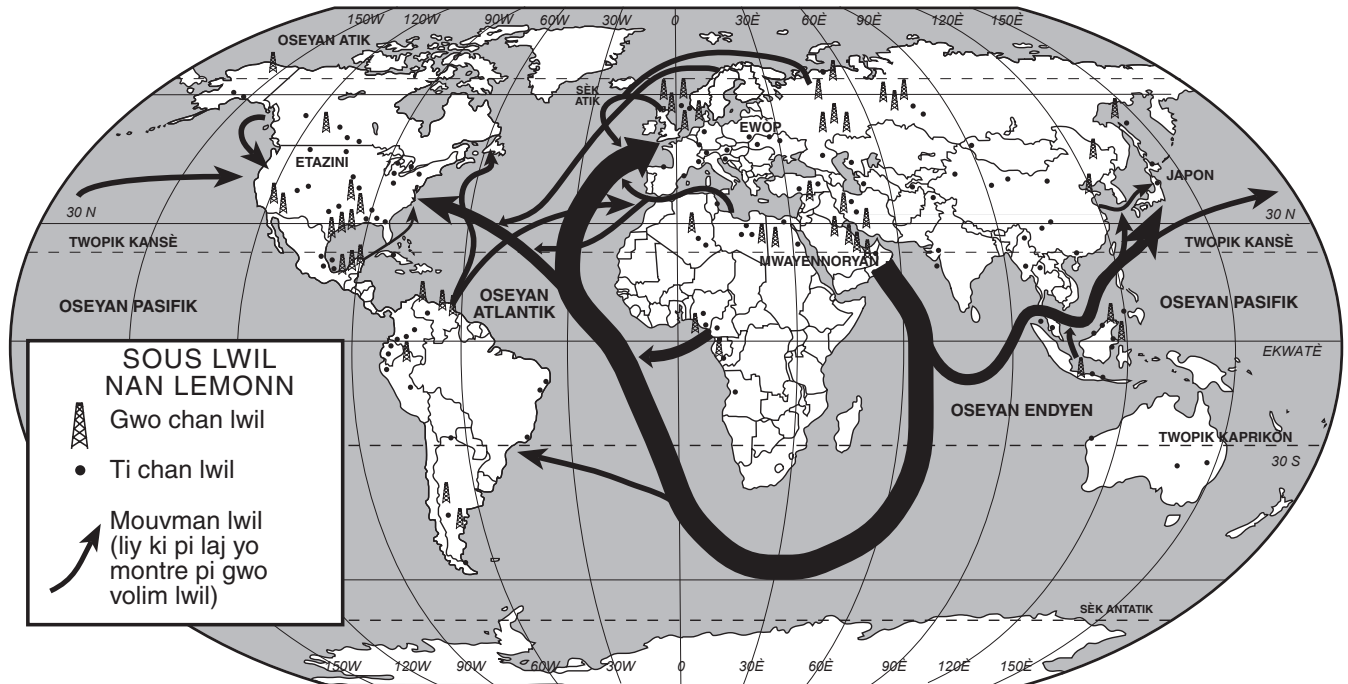 150W 120W 90W 60W 30W 0 30È 60È 90È 120È 150È
OSEYAN ATIK
SÈK
ATIK
EWÒP
ETAZINI
JAPON
30 N
30 N
TWOPIK KANSÈ
TWOPIK KANSÈ
MWAYENNORYAN
OSEYAN PASIFIK
OSEYAN
ATLANTIK
OSEYAN PASIFIK
EKWATÈ
OSEYAN ENDYEN
TWOPIK KAPRIKÒN
30 S
SÈK ANTATIK
SOUS LWIL
NAN LEMONN
Gwo chan lwil
Ti chan lwil
Mouvman lwil
(liy ki pi laj yo
montre pi gwo
volim lwil)
150W 120W 90W 60W 30W 0 30È 60È 90È 120È 150È